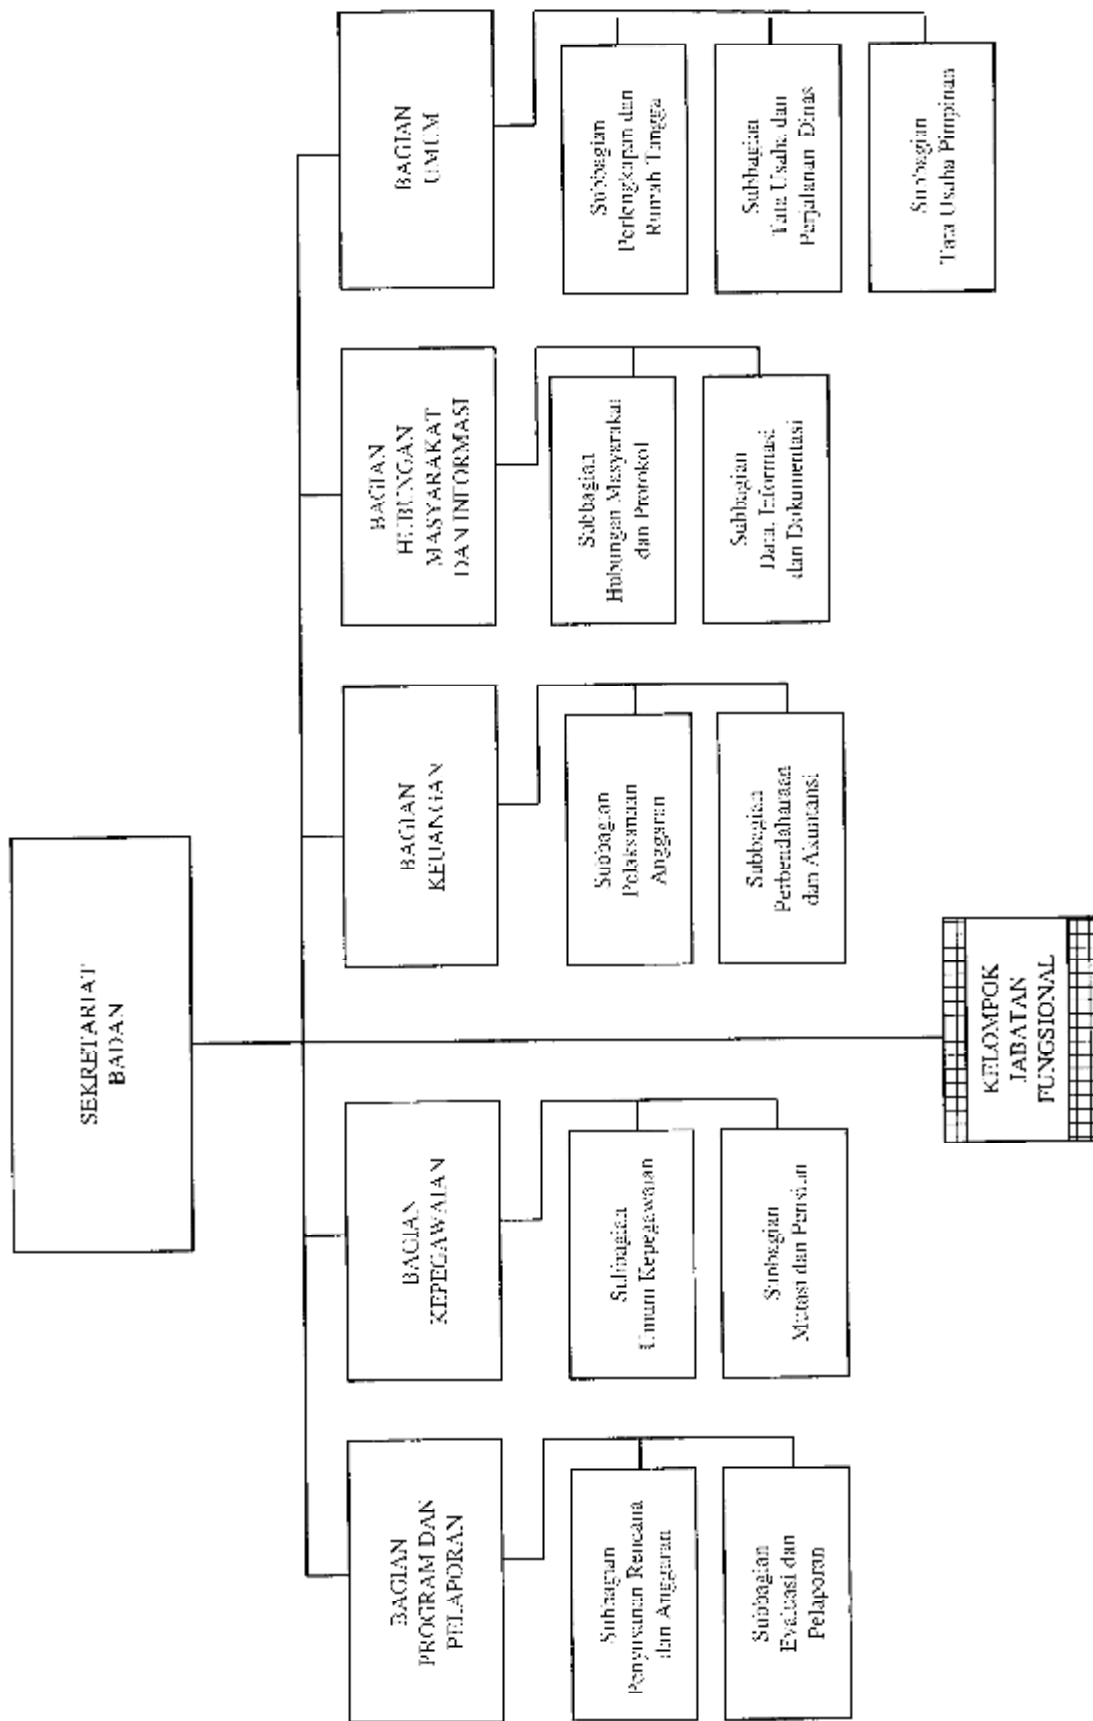 SEKRETARIAT
BADAN
BAGIAN
PROGRAM DAN
PELAPORAN
BAGIAN
KEPEGAWAIAN
BAGIAN
KEUANGAN
BAGIAN
HUBUNGAN
MASYARAKAT
DAN INFORMASI
BAGIAN
UMUM
Subbagian
Penyusunan Rencana
dan Anggaran
Subbagian
Evaluasi dan
Pelaporan
Subbagian
Umum Kepegawaian
Subbagian
Mutasi dan Pensiun
Subbagian
Pelaksanaan
Anggaran
Subbagian
Perbendaharaan
dan Akuntansi
Subbagian
Hubungan Masyarakat
dan Protokol
Subbagian
Data, Informasi
dan Dokumentasi
Subbagian
Perlengkapan dan
Rumah Tangga
Subbagian
Tata Usaha dan
Perjalanan Dinas
Subbagian
Tata Usaha Pimpinan
KELOMPOK
JABATAN
FUNGSIONAL